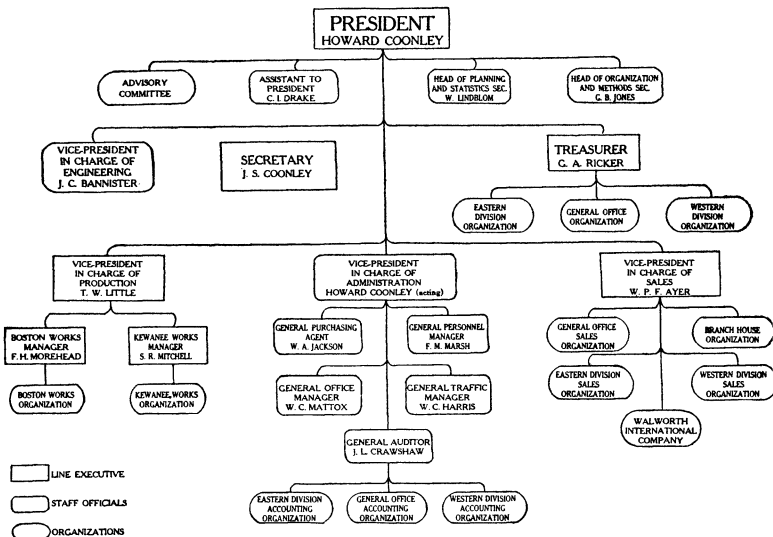 PRESIDENT
HOWARD COONLEY
ADVISORY
COMMITTEE
ASSISTANT TO
PRESIDENT
C. I. DRAKE
HEAD OF PLANNING
AND STATISTICS SEC.
W. LINDBLOM
HEAD OF ORGANIZATION
AND METHODS SEC.
G. B. JONES
VICE-PRESIDENT
IN CHARGE OF
ENGINEERING
J. C. BANNISTER
SECRETARY
J. S. COONLEY
TREASURER
G. A. RICKER
EASTERN
DIVISION
ORGANIZATION
GENERAL OFFICE
ORGANIZATION
WESTERN
DIVISION
ORGANIZATION
VICE-PRESIDENT
IN CHARGE OF
PRODUCTION
T. W. LITTLE
VICE-PRESIDENT
IN CHARGE OF
ADMINISTRATION
HOWARD COONLEY (acting)
VICE-PRESIDENT
IN CHARGE OF
SALES
W. P. F. AYER
BOSTON WORKS
MANAGER
F. H. MOREHEAD
KEWANEE WORKS
MANAGER
S. R. MITCHELL
GENERAL PURCHASING
AGENT
W. A. JACKSON
GENERAL PERSONNEL
MANAGER
F. M. MARSH
GENERAL OFFICE
SALES
ORGANIZATION
BRANCH HOUSE
ORGANIZATION
BOSTON WORKS
ORGANIZATION
KEWANEE WORKS
ORGANIZATION
GENERAL OFFICE
MANAGER
W. C. MATTOX
GENERAL TRAFFIC
MANAGER
W. C. HARRIS
EASTERN DIVISION
SALES
ORGANIZATION
WESTERN DIVISION
SALES
ORGANIZATION
WALWORTH
INTERNATIONAL
COMPANY
GENERAL AUDITOR
J. L. CRAWSHAW
EASTERN DIVISION
ACCOUNTING
ORGANIZATION
GENERAL OFFICE
ACCOUNTING
ORGANIZATION
WESTERN DIVISION
ACCOUNTING
ORGANIZATION
LINE EXECUTIVE
STAFF OFFICIALS
ORGANIZATIONS